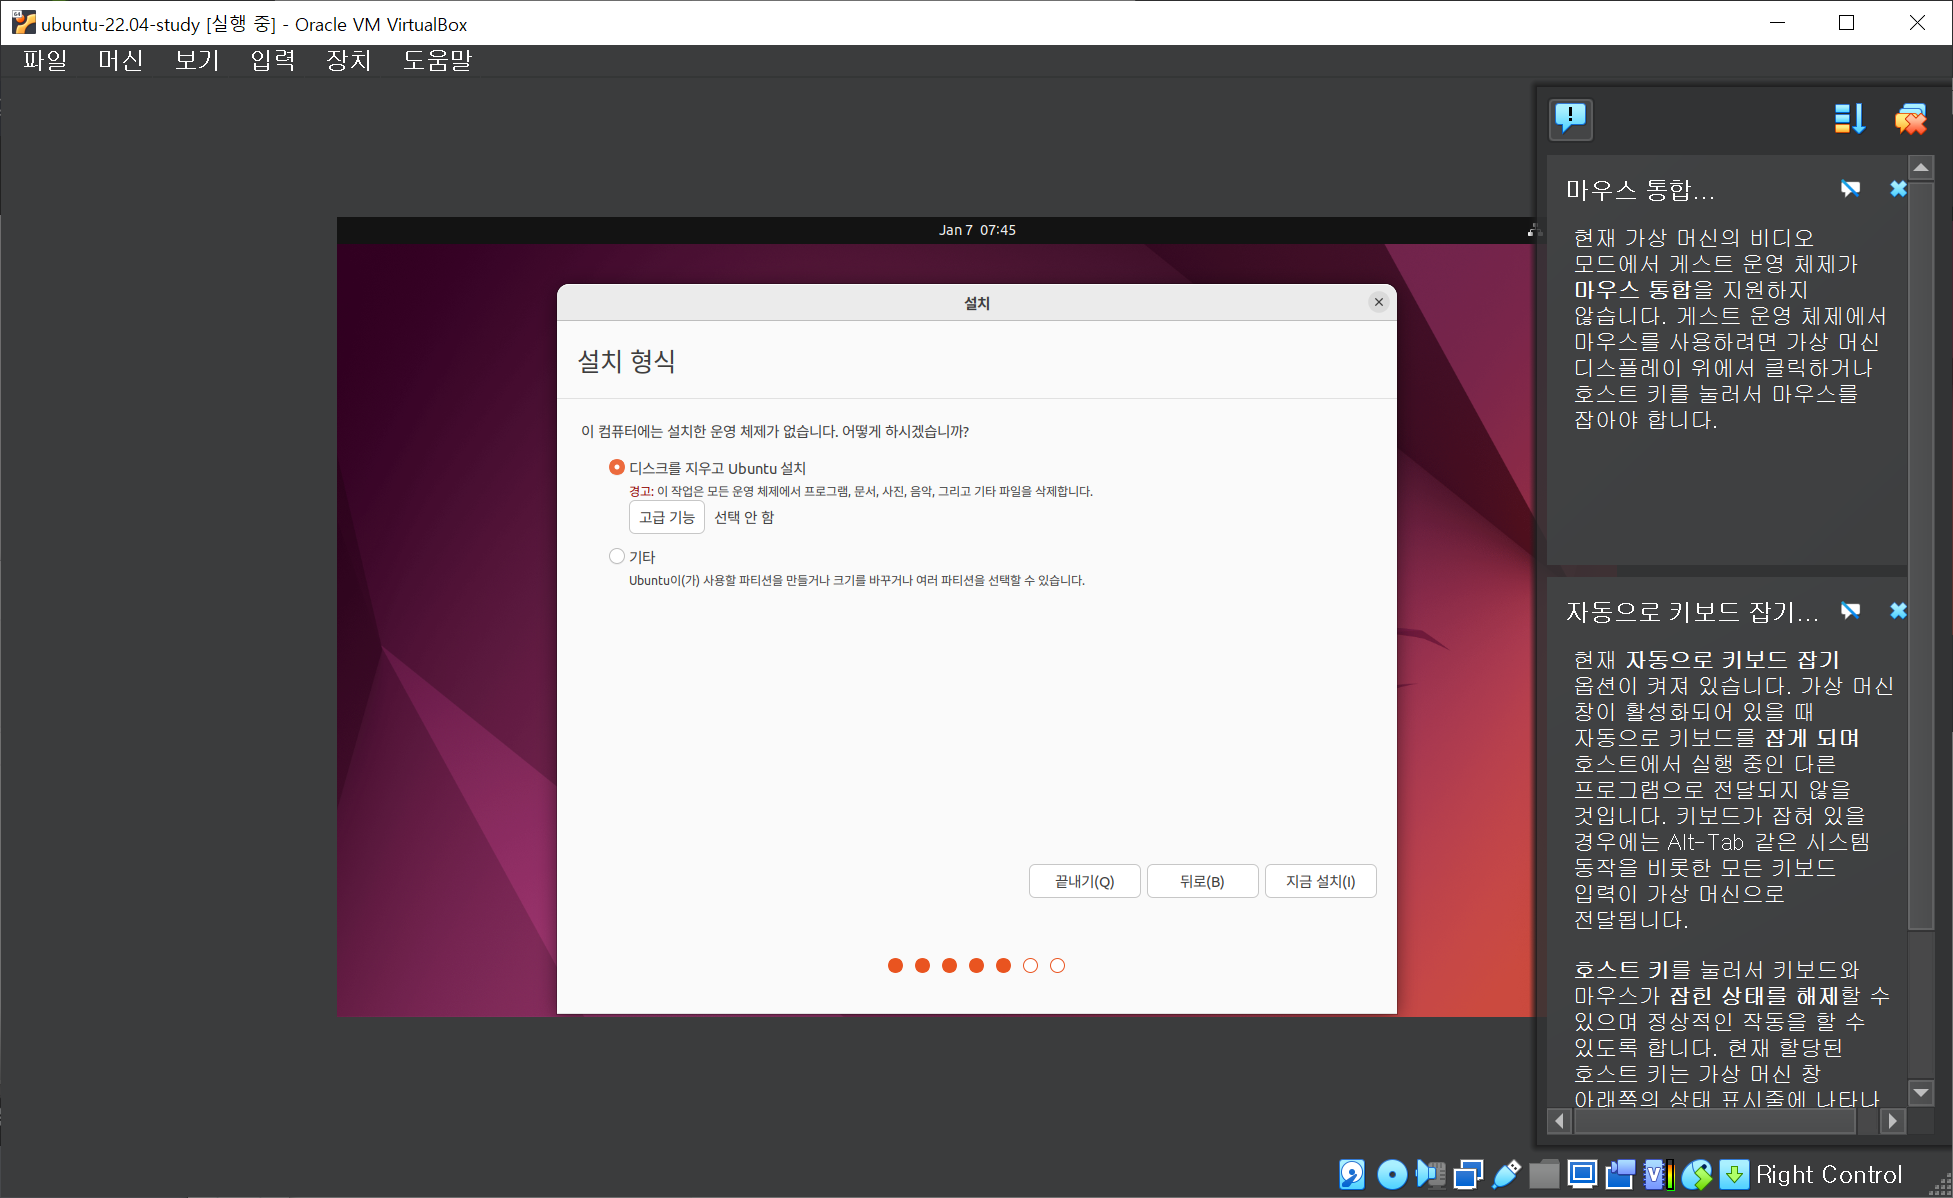 ubuntu-22.04-study [실행 중] - Oracle VM VirtualBox
파일 머신 보기 입력 장치 도움말
Jan 7 07:45
설치
설치 형식
이 컴퓨터에는 설치한 운영 체제가 없습니다. 어떻게 하시겠습니까?
디스크를 지우고 Ubuntu 설치
경고: 이 작업은 모든 운영 체제에서 프로그램, 문서, 사진, 음악, 그리고 기타 파일을 삭제합니다.
고급 기능 선택 안 함
기타
Ubuntu이(가) 사용할 파티션을 만들거나 크기를 바꾸거나 여러 파티션을 선택할 수 있습니다.
끝내기(Q) 뒤로(B) 지금 설치(I)
마우스 통합...
현재 가상 머신의 비디오
모드에서 게스트 운영 체제가
마우스 통합을 지원하지
않습니다. 게스트 운영 체제에서
마우스를 사용하려면 가상 머신
디스플레이 위에서 클릭하거나
호스트 키를 눌러서 마우스를
잡아야 합니다.
자동으로 키보드 잡기...
현재 자동으로 키보드 잡기
옵션이 켜져 있습니다. 가상 머신
창이 활성화되어 있을 때
자동으로 키보드를 잡게 되며
호스트에서 실행 중인 다른
프로그램으로 전달되지 않을
것입니다. 키보드가 잡혀 있을
경우에는 Alt-Tab 같은 시스템
동작을 비롯한 모든 키보드
입력이 가상 머신으로
전달됩니다.
호스트 키를 눌러서 키보드와
마우스가 잡힌 상태를 해제할 수
있으며 정상적인 작동을 할 수
있도록 합니다. 현재 할당된
호스트 키는 가상 머신 창
아래쪽의 상태 표시줄에 나타나
Right Control